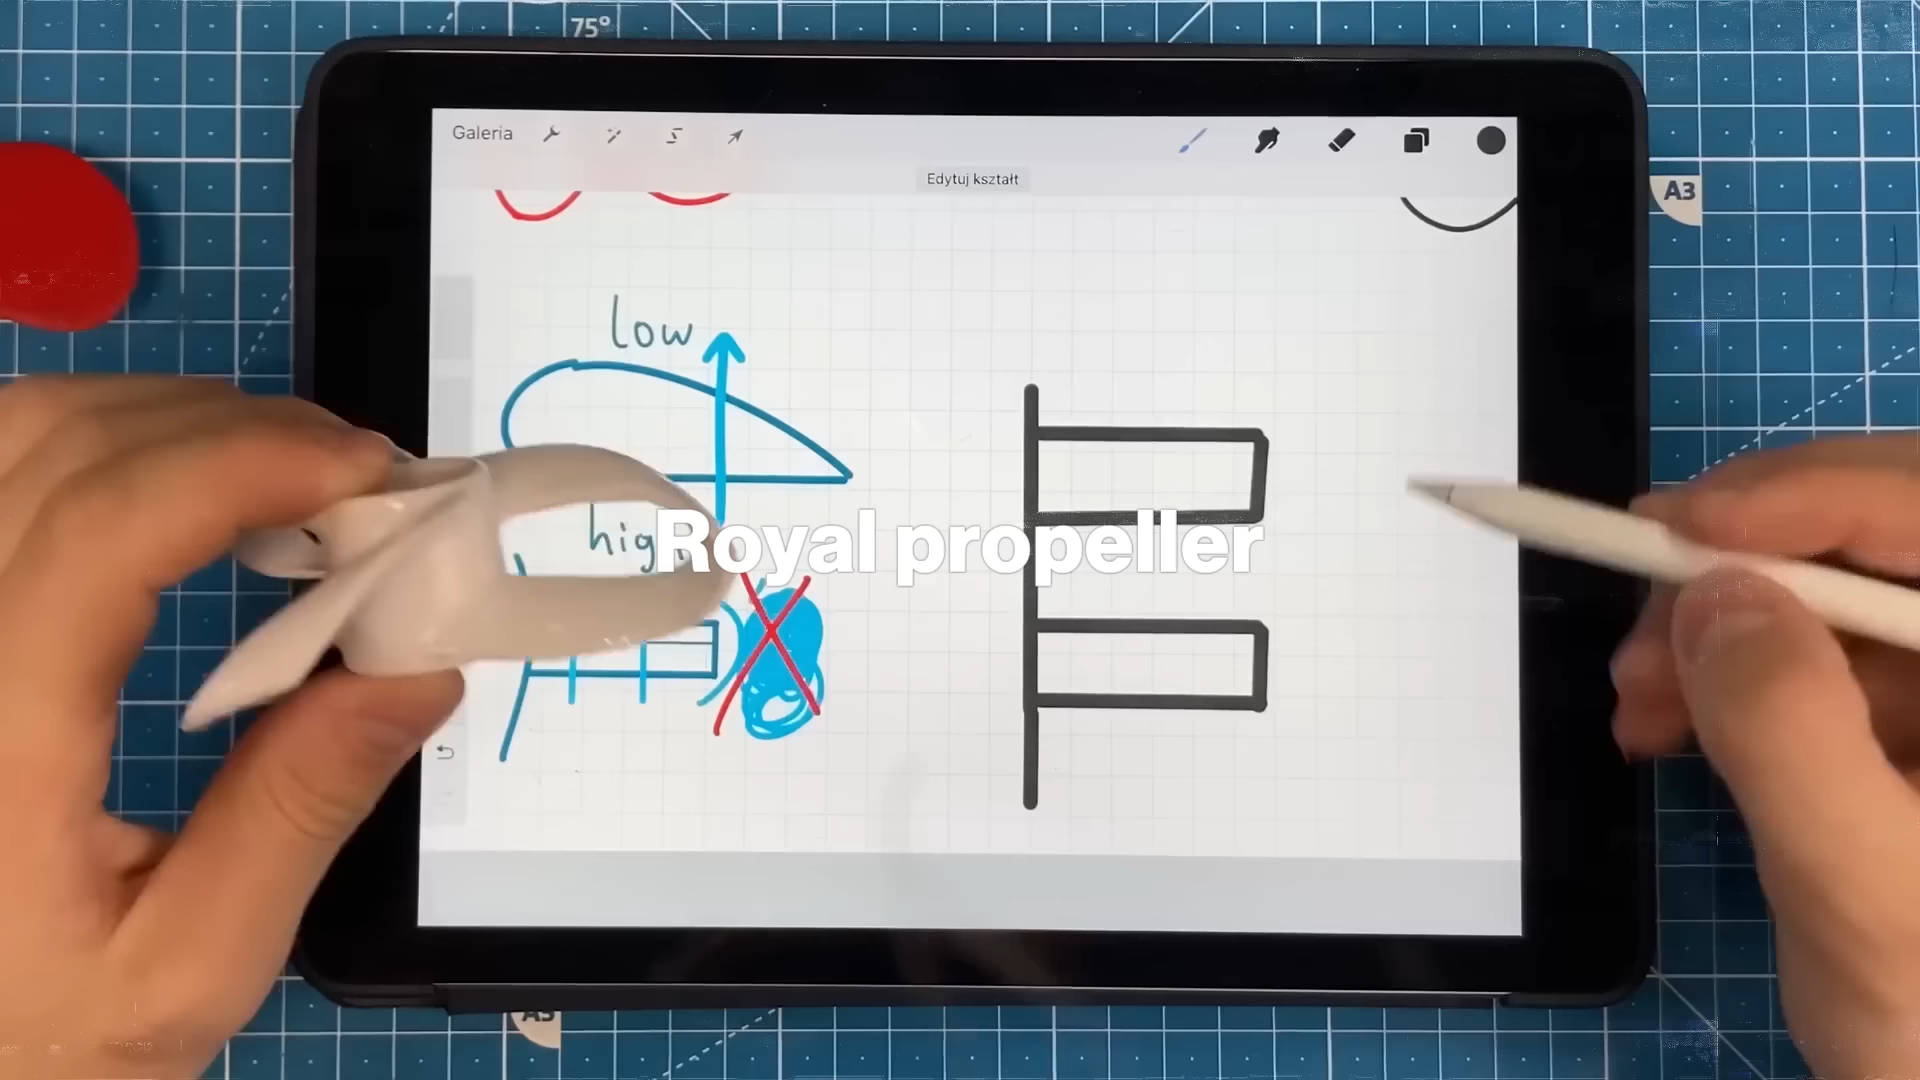 75°
A3
Galeria
Edytuj kształt
low
Royal propeller